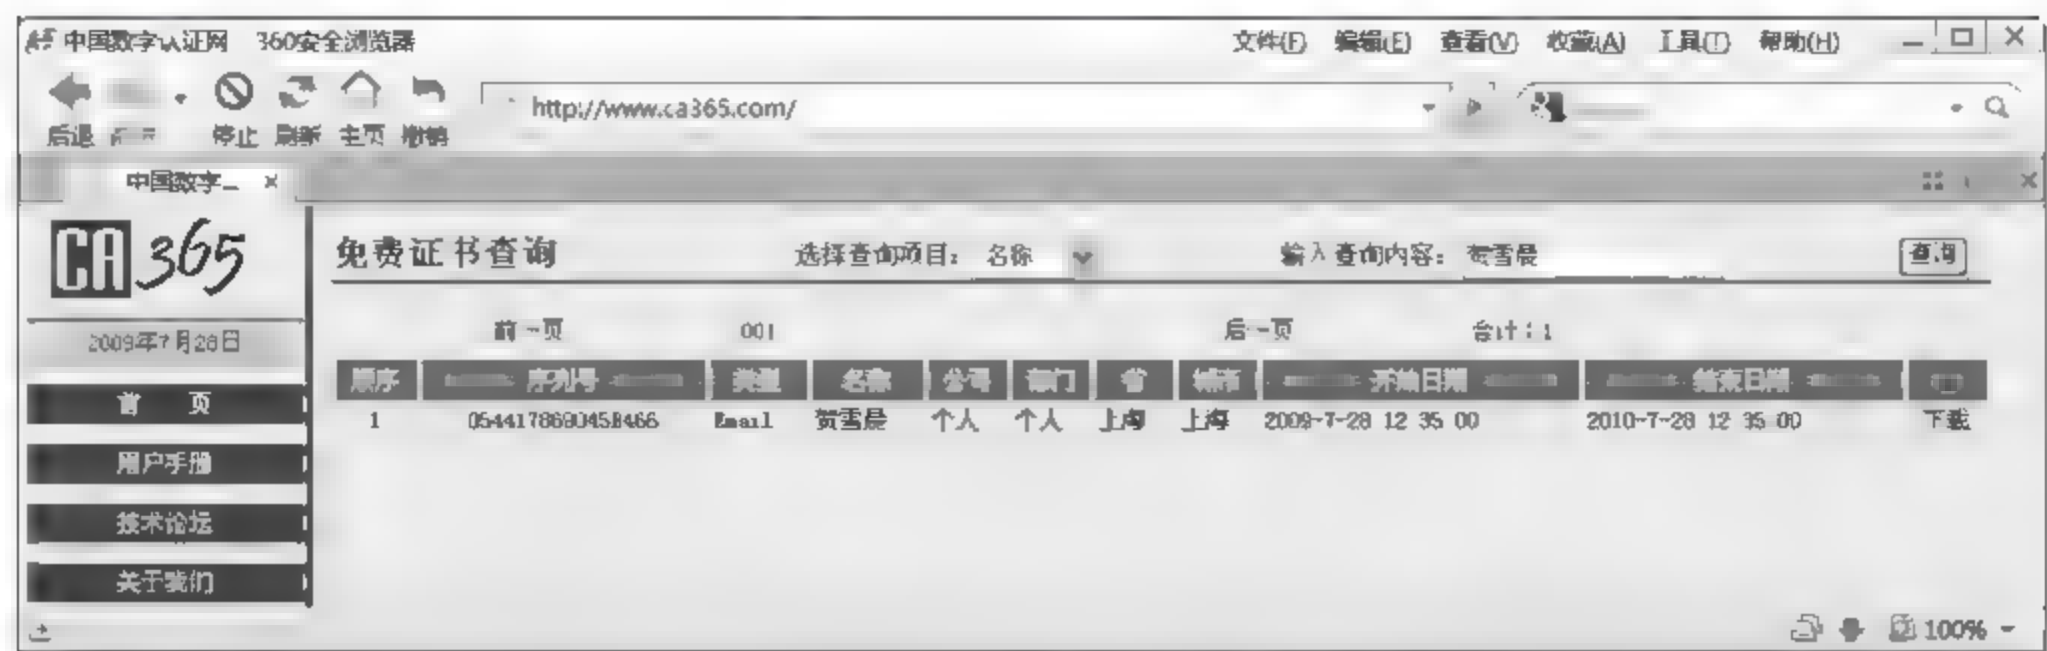 中国数字认证网 360安全浏览器 文件(F) 编辑(E) 查看(V) 收藏(A) 工具(T) 帮助(H)
http://www.ca365.com/
后退 停止 刷新 主页 撤销
中国数字...
CA365
免费证书查询 选择查询项目: 名称 输入查询内容: 贺雪晨 查询
2009年7月28日
前一页 001 后一页 合计:1
顺序 序列号 类型 名称 公司 部门 省 城市 开始日期 结束日期
1 Email 贺雪晨 个人 个人 上海 上海 2009-7-28 12 35 00 2010-7-28 12 35 00 下载
首 页
用户手册
技术论坛
关于我们
100%